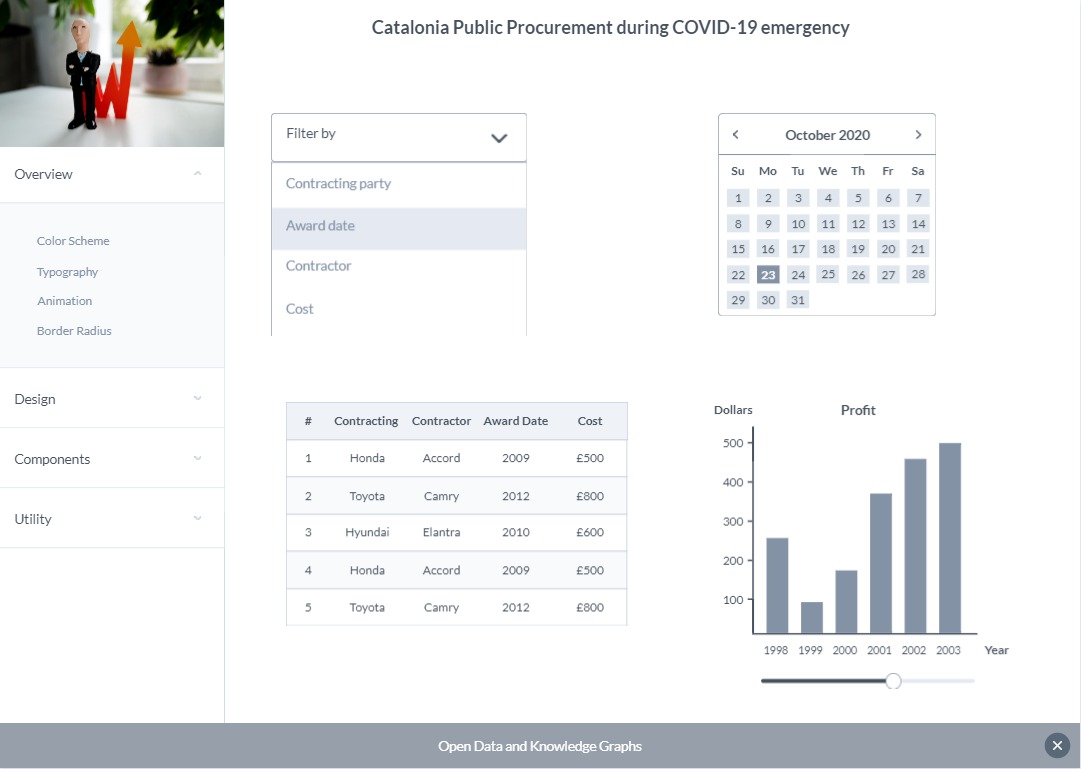 Catalonia Public Procurement during COVID-19 emergency
Overview
Color Scheme
Typography
Animation
Border Radius
Design
Components
Utility
Filter by
Contracting party
Award date
Contractor
Cost
October 2020
Su Mo Tu We Th Fr Sa
1 2 3 4 5 6 7
8 9 10 11 12 13 14
15 16 17 18 19 20 21
22 23 24 25 26 27 28
29 30 31
# Contracting Contractor Award Date Cost
1 Honda Accord 2009 £500
2 Toyota Camry 2012 £800
3 Hyundai Elantra 2010 £600
4 Honda Accord 2009 £500
5 Toyota Camry 2012 £800
Dollars Profit
500
400
300
200
100
1998 1999 2000 2001 2002 2003 Year
Open Data and Knowledge Graphs